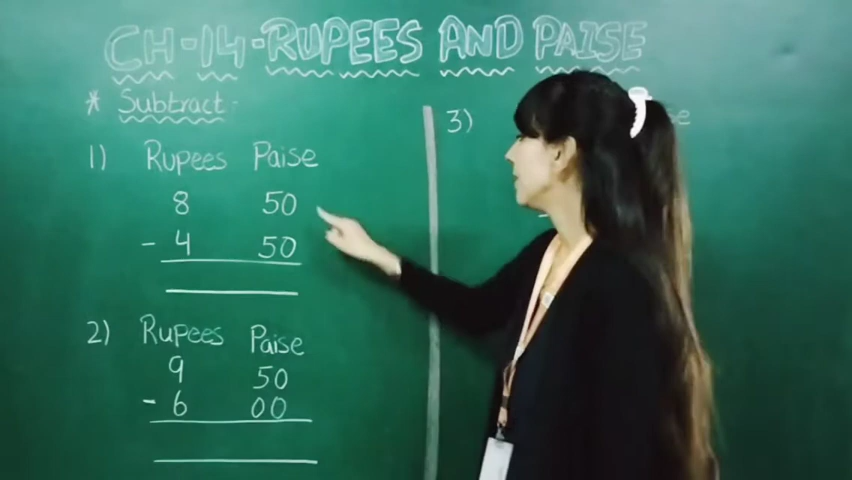 CH-14-RUPEES AND PAISE
* Subtract.
1) Rupees Paise
8 50
- 4 50
2) Rupees Paise
9 50
- 6 00
3)